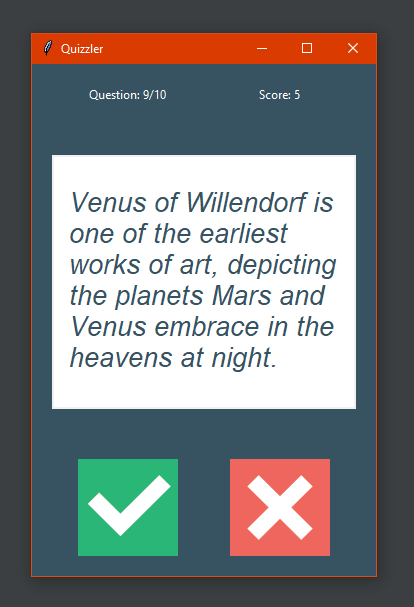 Quizzler
Question: 9/10 Score: 5
Venus of Willendorf is
one of the earliest
works of art, depicting
the planets Mars and
Venus embrace in the
heavens at night.